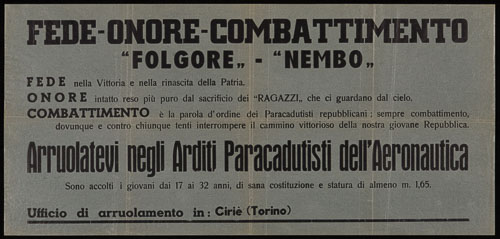 FEDE-ONORE-COMBATTIMENTO
"FOLGORE„ - "NEMBO„
FEDE nella Vittoria e nella rinascita della Patria.
ONORE intatto reso più puro dal sacrificio dei "RAGAZZI„ che ci guardano dal cielo.
COMBATTIMENTO è la parola d'ordine dei Paracadutisti repubblicani: sempre combattimento,
dovunque e contro chiunque tenti interrompere il cammino vittorioso della nostra giovane Repubblica.
Arruolatevi negli Arditi Paracadutisti dell'Aeronautica
Sono accolti i giovani dai 17 ai 32 anni, di sana costituzione e statura di almeno m. 1,65.
Ufficio di arruolamento in: Ciriè (Torino)